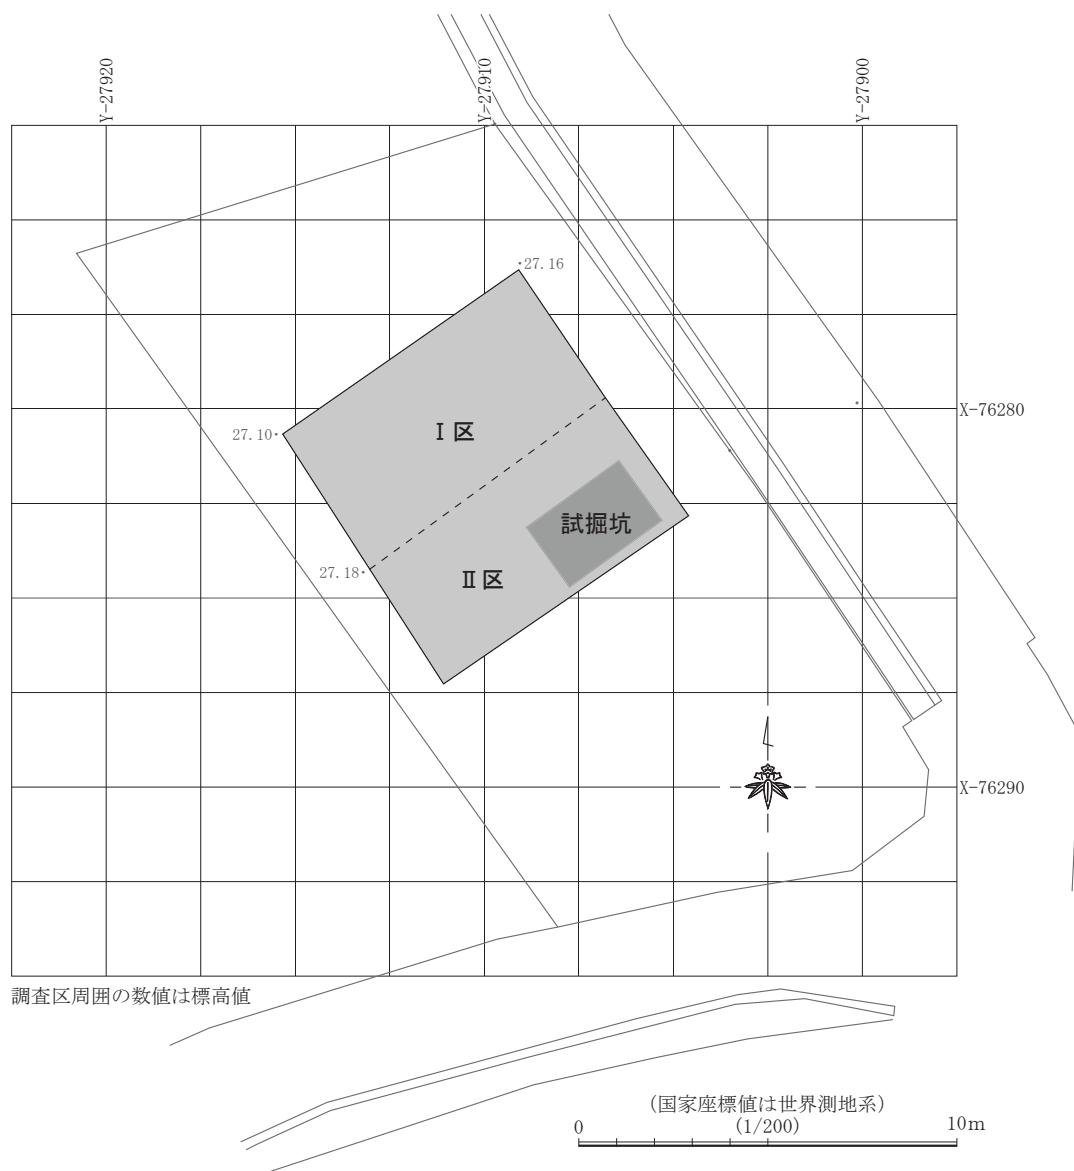 Y-27920
Y-27910
Y-27900
27.16
X-76280
27.10
Ⅰ区
試掘坑
27.18
Ⅱ区
X-76290
調査区周囲の数値は標高値
(国家座標値は世界測地系)
(1/200)
0
10m